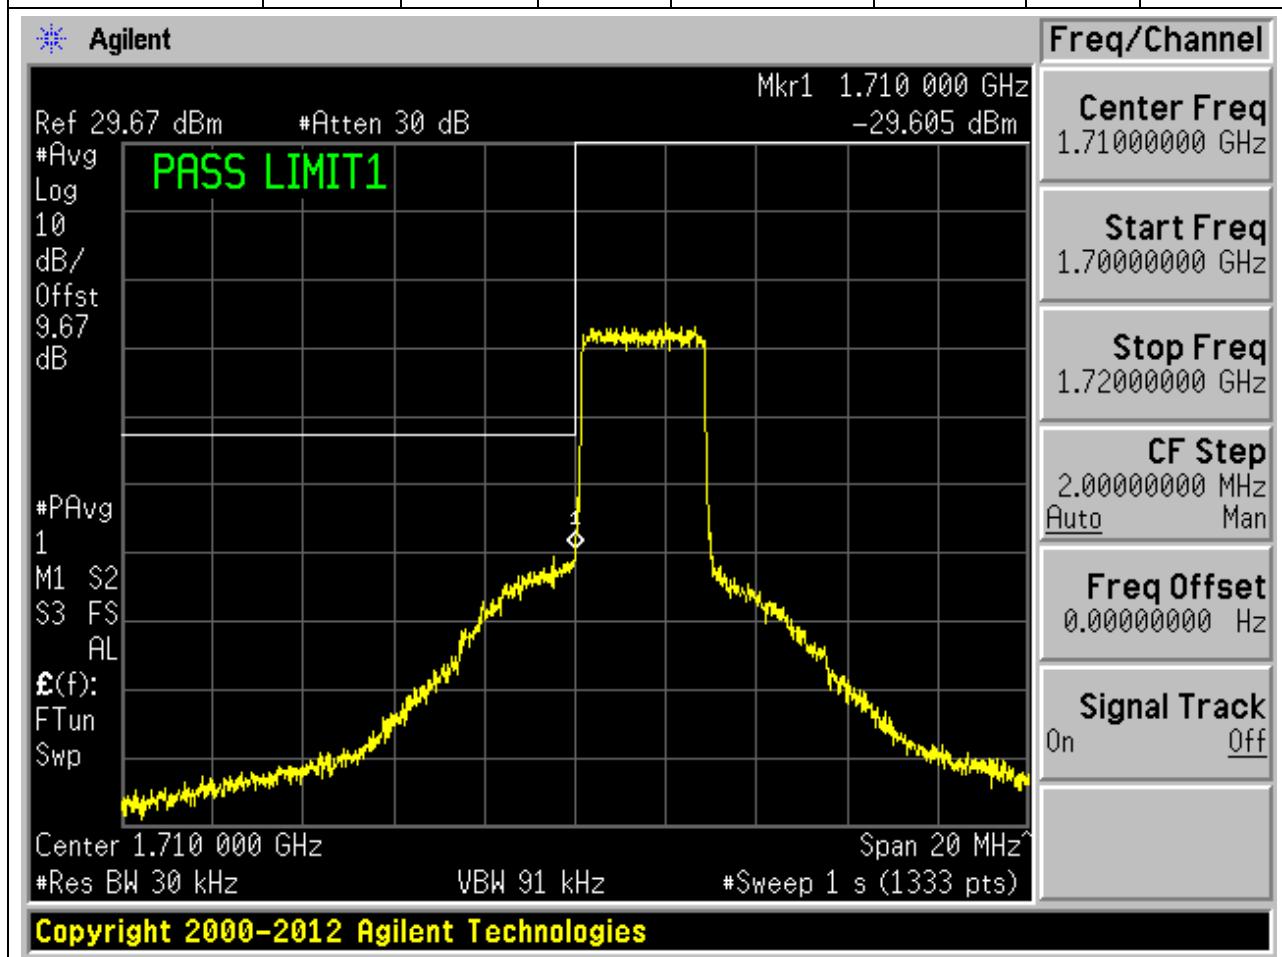 Agilent
Freq/Channel
Mkr1 1.710 000 GHz
Ref 29.67 dBm #Atten 30 dB -29.605 dBm
#Avg
Log
10
dB/
Offst
9.67
dB
PASS LIMIT1
1
#PAvg
1
M1 S2
S3 FS
AL
£(f):
FTun
Swp
Center 1.710 000 GHz Span 20 MHz^
#Res BW 30 kHz VBW 91 kHz #Sweep 1 s (1333 pts)
Copyright 2000-2012 Agilent Technologies
Center Freq
1.71000000 GHz
Start Freq
1.70000000 GHz
Stop Freq
1.72000000 GHz
CF Step
2.00000000 MHz
Auto Man
Freq Offset
0.00000000 Hz
Signal Track
On Off